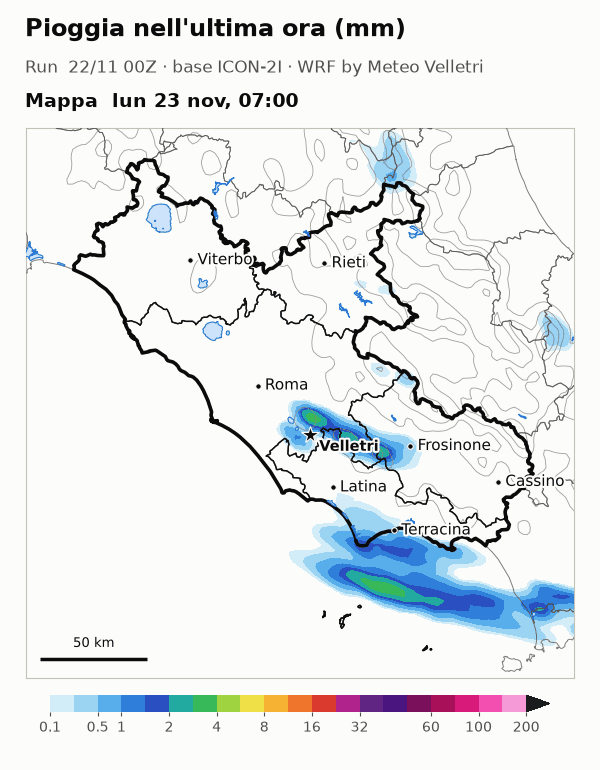 Pioggia nell'ultima ora (mm)
Run  22/11 00Z · base ICON-2I · WRF by Meteo Velletri
Mappa  lun 23 nov, 07:00
Viterbo
Rieti
Roma
Velletri
Frosinone
Latina
Cassino
Terracina
50 km
0.1 0.5 1 2 4 8 16 32 60 100 200